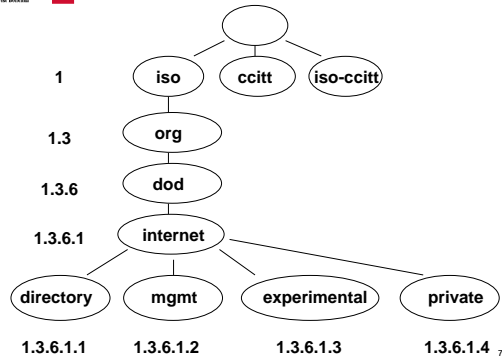 1 iso ccitt iso-ccitt
1.3 org
1.3.6 dod
1.3.6.1 internet
directory mgmt experimental private
1.3.6.1.1 1.3.6.1.2 1.3.6.1.3 1.3.6.1.4 7